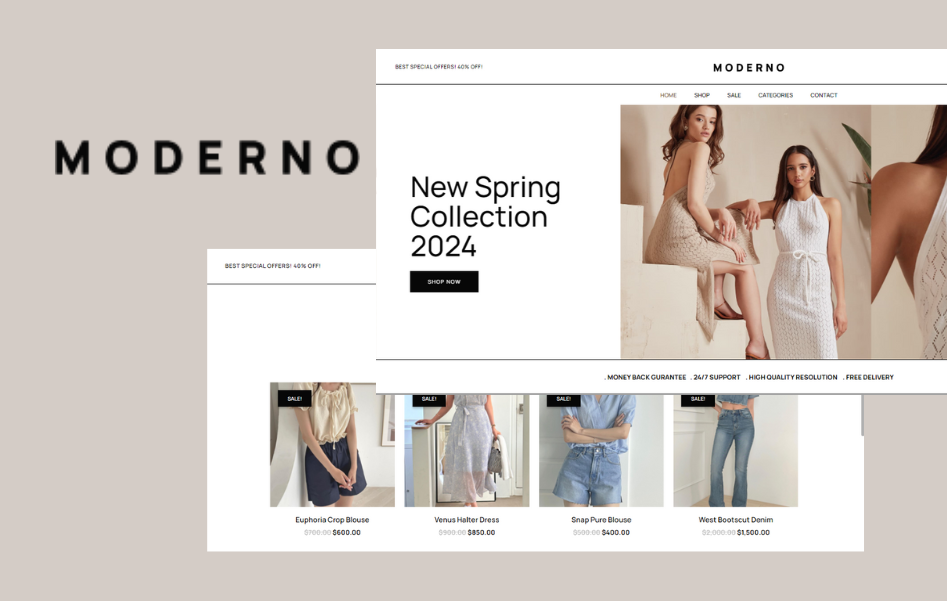 MODERNO
BEST SPECIAL OFFERS! 40% OFF!
MODERNO
HOME SHOP SALE CATEGORIES CONTACT
New Spring
Collection
2024
SHOP NOW
. MONEY BACK GURANTEE . 24/7 SUPPORT . HIGH QUALITY RESOLUTION . FREE DELIVERY
BEST SPECIAL OFFERS! 40% OFF!
SALE! SALE! SALE! SALE!
Euphoria Crop Blouse Venus Halter Dress Snap Pure Blouse West Bootscut Denim
$700.00 $600.00 $900.00 $850.00 $500.00 $400.00 $2,000.00 $1,500.00